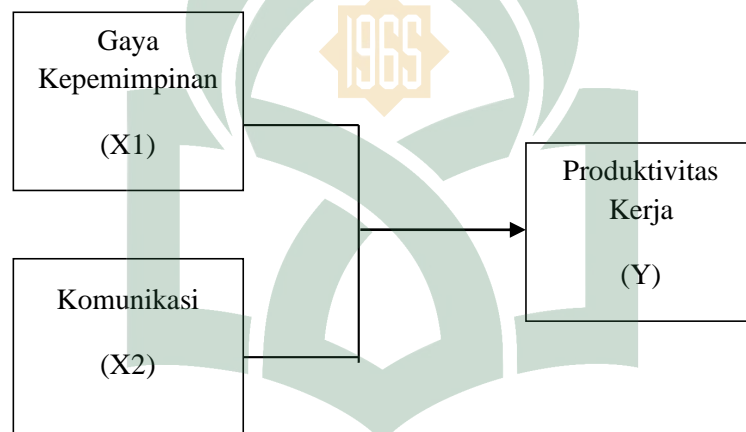 1965
Gaya
Kepemimpinan
(X1)
Produktivitas
Kerja
(Y)
Komunikasi
(X2)